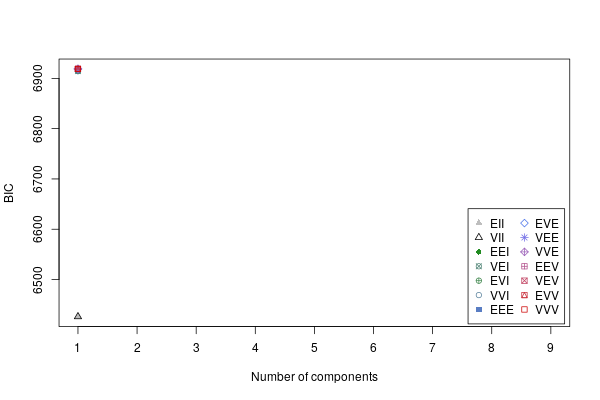 BIC
6900
6800
6700
6600
6500
EII EVE
VII VEE
EEI VVE
VEI EEV
EVI VEV
VVI EVV
EEE VVV
1 2 3 4 5 6 7 8 9
Number of components